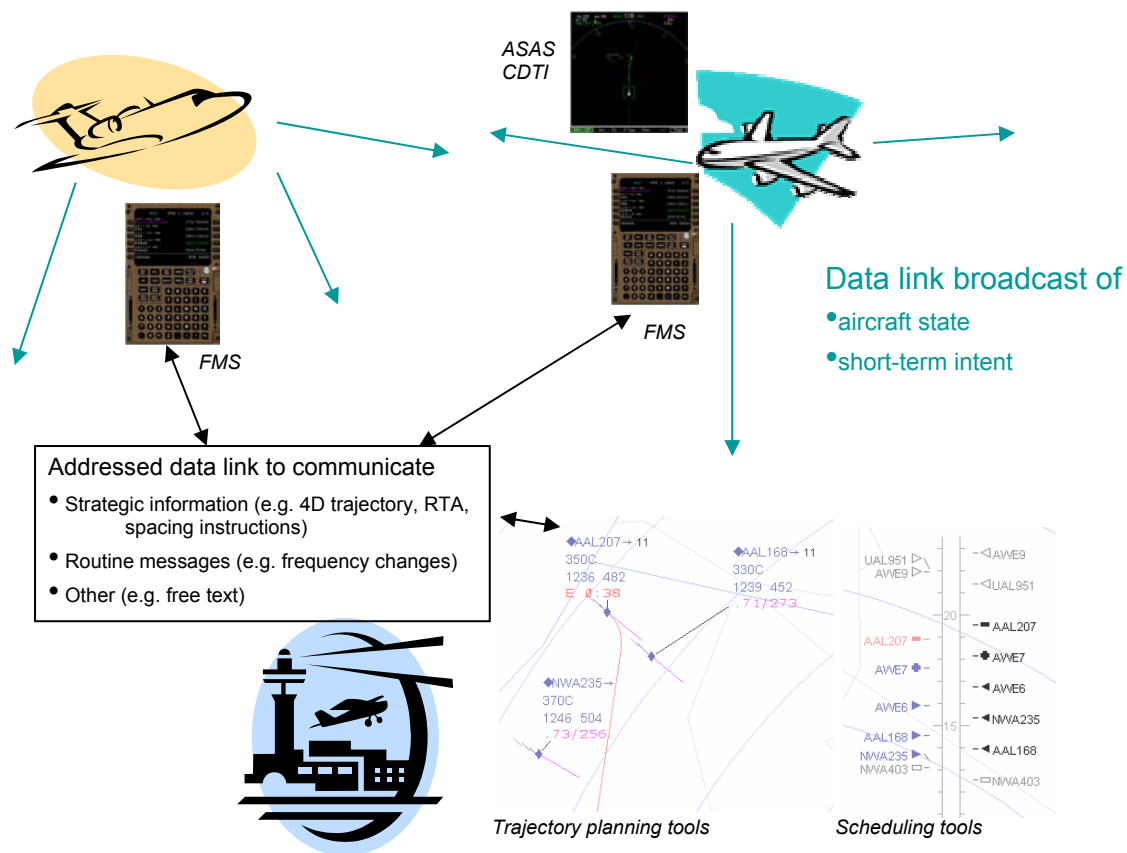 ASAS
CDTI
FMS
FMS
Data link broadcast of
•aircraft state
•short-term intent
Addressed data link to communicate
• Strategic information (e.g. 4D trajectory, RTA,
spacing instructions)
• Routine messages (e.g. frequency changes)
• Other (e.g. free text)
◆AAL207→ 11
350C
1236 482
E 0:38
◆AAL168→ 11
330C
1239 452
.71/273
◆NWA235→
370C
1246 504
.73/256
UAL951
AWE9
AWE9
UAL951
20
AAL207
AAL207
AWE7
AWE7
AWE6
AWE6
NWA235
15
AAL168
AAL168
NWA235
NWA403
NWA403
Trajectory planning tools
Scheduling tools